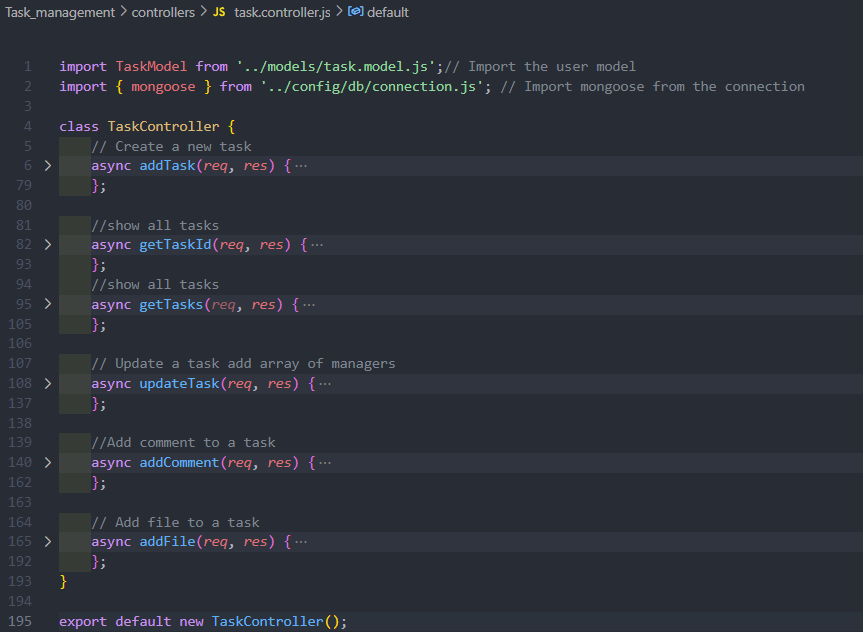 Task_management > controllers > JS task.controller.js > default
1 import TaskModel from '../models/task.model.js';// Import the user model
2 import { mongoose } from '../config/db/connection.js'; // Import mongoose from the connection
3
4 class TaskController {
5 // Create a new task
6 > async addTask(req, res) { ···
79 };
80
81 //show all tasks
82 > async getTaskId(req, res) { ···
93 };
94 //show all tasks
95 > async getTasks(req, res) { ···
105 };
106
107 // Update a task add array of managers
108 > async updateTask(req, res) { ···
137 };
138
139 //Add comment to a task
140 > async addComment(req, res) { ···
162 };
163
164 // Add file to a task
165 > async addFile(req, res) { ···
192 };
193 }
194
195 export default new TaskController();